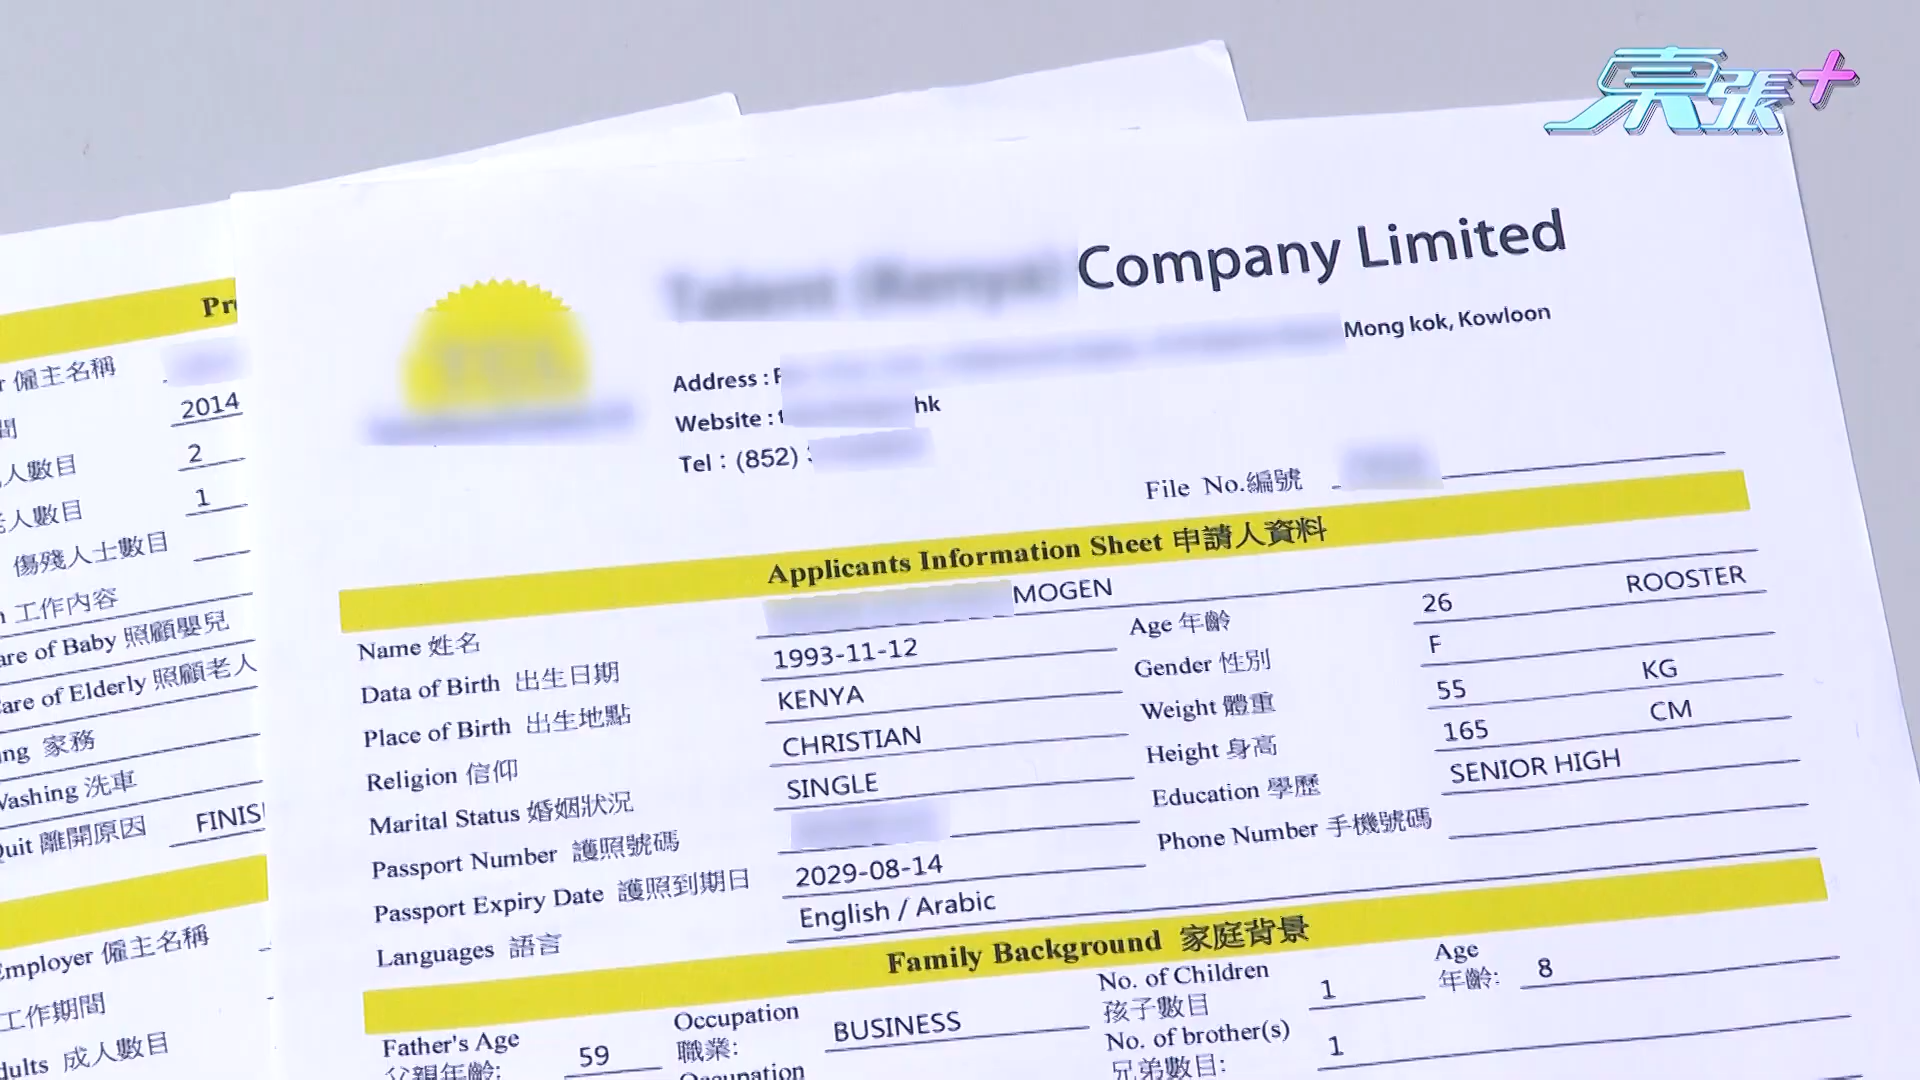 東張+
Company Limited
Address :
Mong kok, Kowloon
Website :
hk
Tel : (852)
File No.編號
Applicants Information Sheet 申請人資料
Name 姓名 MOGEN
Age 年齡 26 ROOSTER
Data of Birth 出生日期 1993-11-12
Gender 性別 F
Place of Birth 出生地點 KENYA
Weight 體重 55 KG
Religion 信仰 CHRISTIAN
Height 身高 165 CM
Marital Status 婚姻狀況 SINGLE
Education 學歷 SENIOR HIGH
Passport Number 護照號碼
Phone Number 手機號碼
Passport Expiry Date 護照到期日 2029-08-14
Languages 語言 English / Arabic
Family Background 家庭背景
Father's Age 59
父親年齡:
Occupation BUSINESS
職業:
Occupation
No. of Children 1
孩子數目
Age 8
年齡:
No. of brother(s) 1
兄弟數目:
僱主名稱
2014
人數目 2
人數目 1
傷殘人士數目
工作內容
are of Baby 照顧嬰兒
are of Elderly 照顧老人
ng 家務
Washing 洗車
Quit 離開原因 FINIS
Employer 僱主名稱
工作期間
dults 成人數目